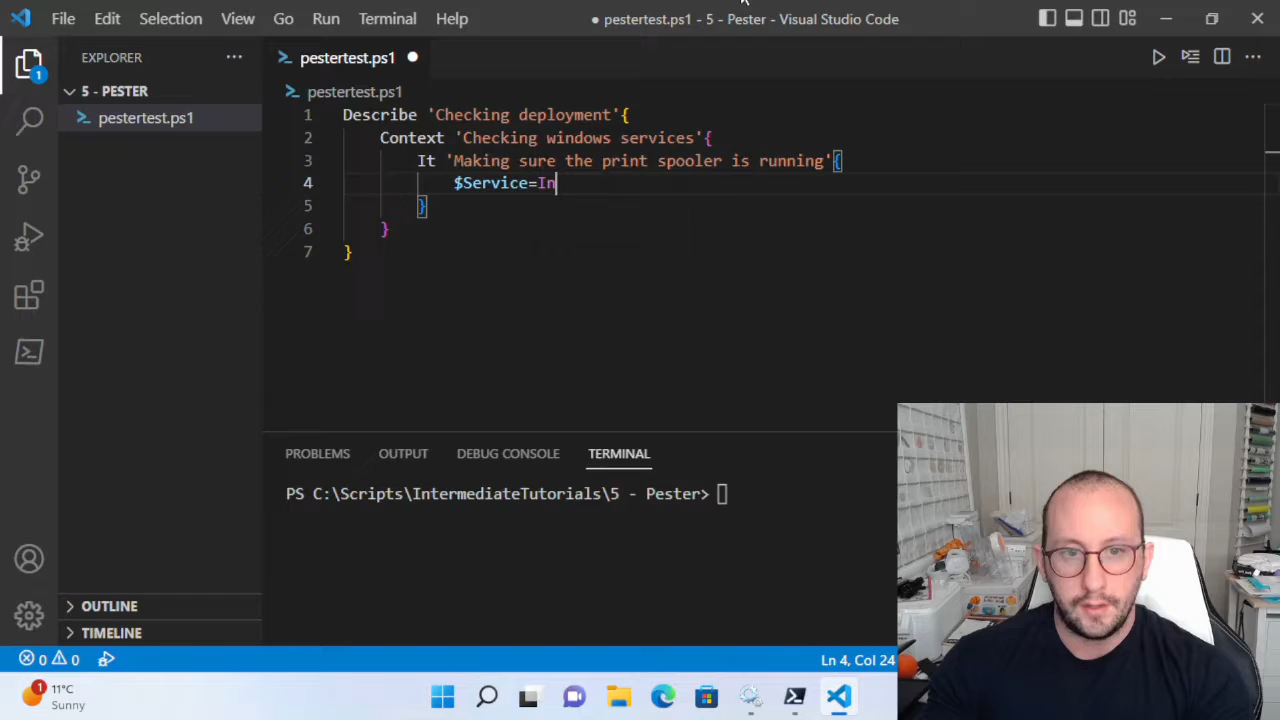 File Edit Selection View Go Run Terminal Help
● pestertest.ps1 - 5 - Pester - Visual Studio Code
EXPLORER
5 - PESTER
pestertest.ps1
1
OUTLINE
TIMELINE
pestertest.ps1
pestertest.ps1
1 Describe 'Checking deployment'{
2 Context 'Checking windows services'{
3 It 'Making sure the print spooler is running'{
4 $Service=In
5 }
6 }
7 }
PROBLEMS OUTPUT DEBUG CONSOLE TERMINAL
PS C:\Scripts\IntermediateTutorials\5 - Pester>
0 0
Ln 4, Col 24
1
11°C
Sunny